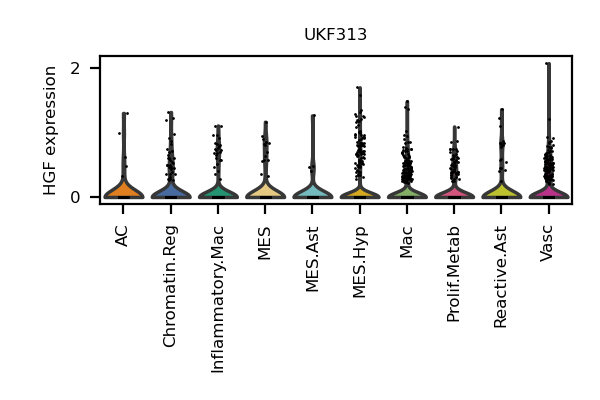 UKF313
HGF expression
2
0
AC
Chromatin.Reg
Inflammatory.Mac
MES
MES.Ast
MES.Hyp
Mac
Prolif.Metab
Reactive.Ast
Vasc